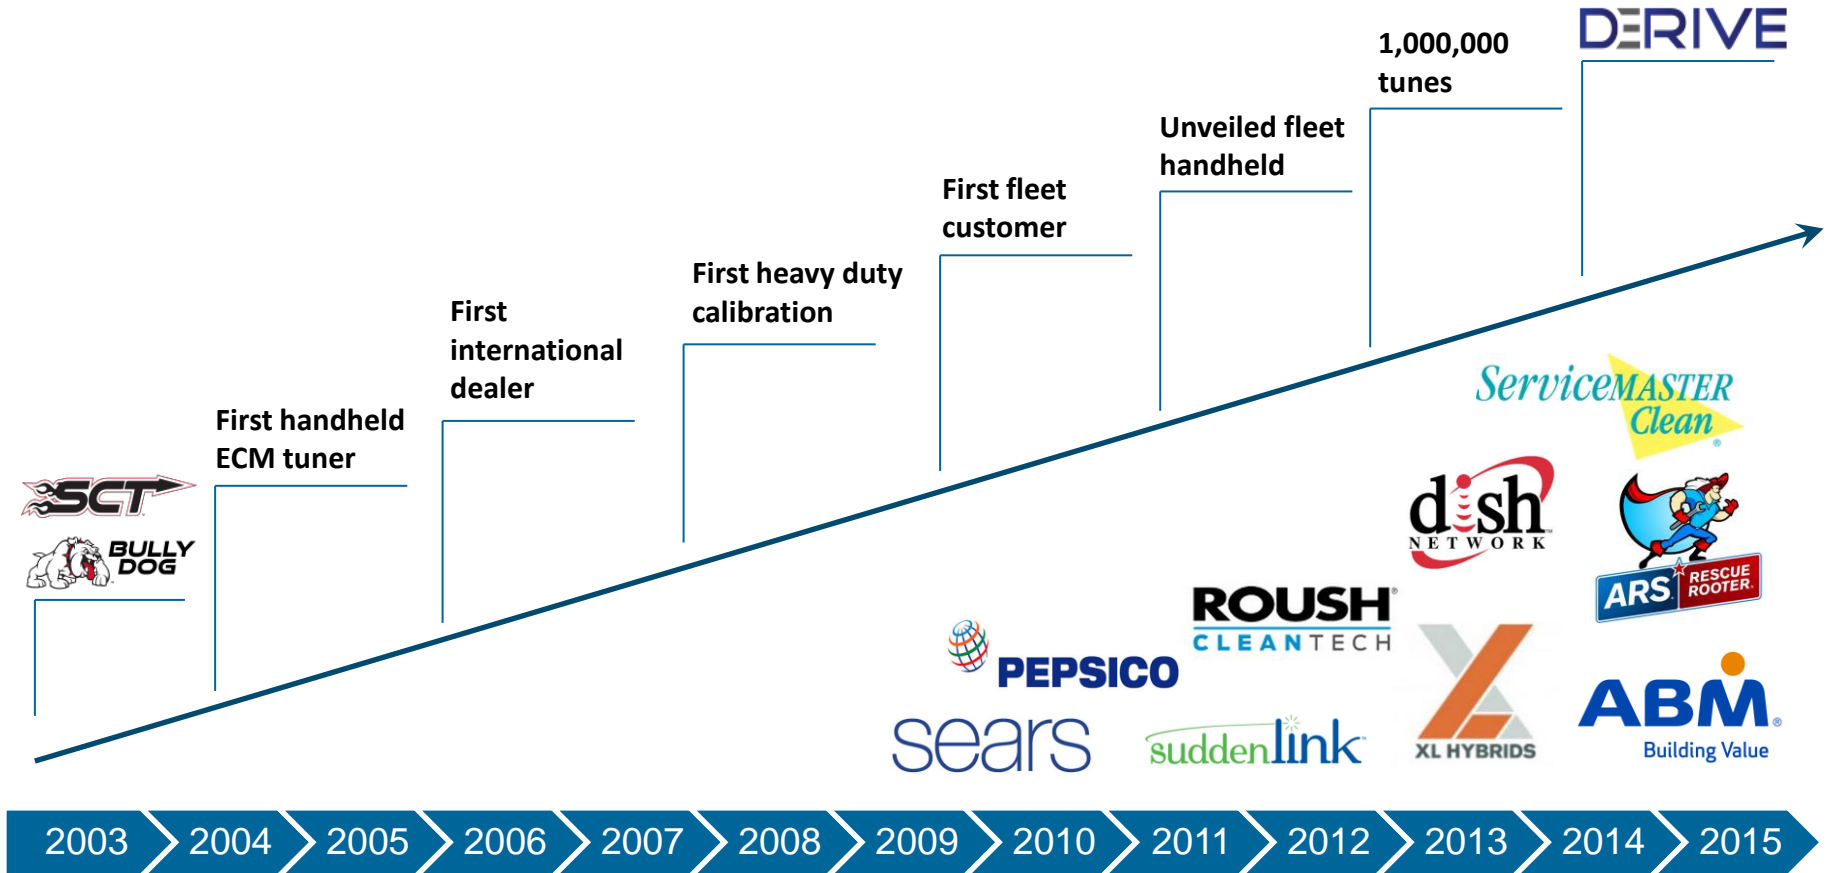 DERIVE
1,000,000
tunes
Unveiled fleet
handheld
First fleet
customer
First heavy duty
calibration
First
international
dealer
First handheld
ECM tuner
SCT
BULLY
DOG
ServiceMASTER
Clean
®
dish
NETWORK
ARS
RESCUE
ROOTER
ROUSH®
CLEANTECH
PEPSICO
sears
suddenlink
XL HYBRIDS
ABM®
Building Value
2003 2004 2005 2006 2007 2008 2009 2010 2011 2012 2013 2014 2015